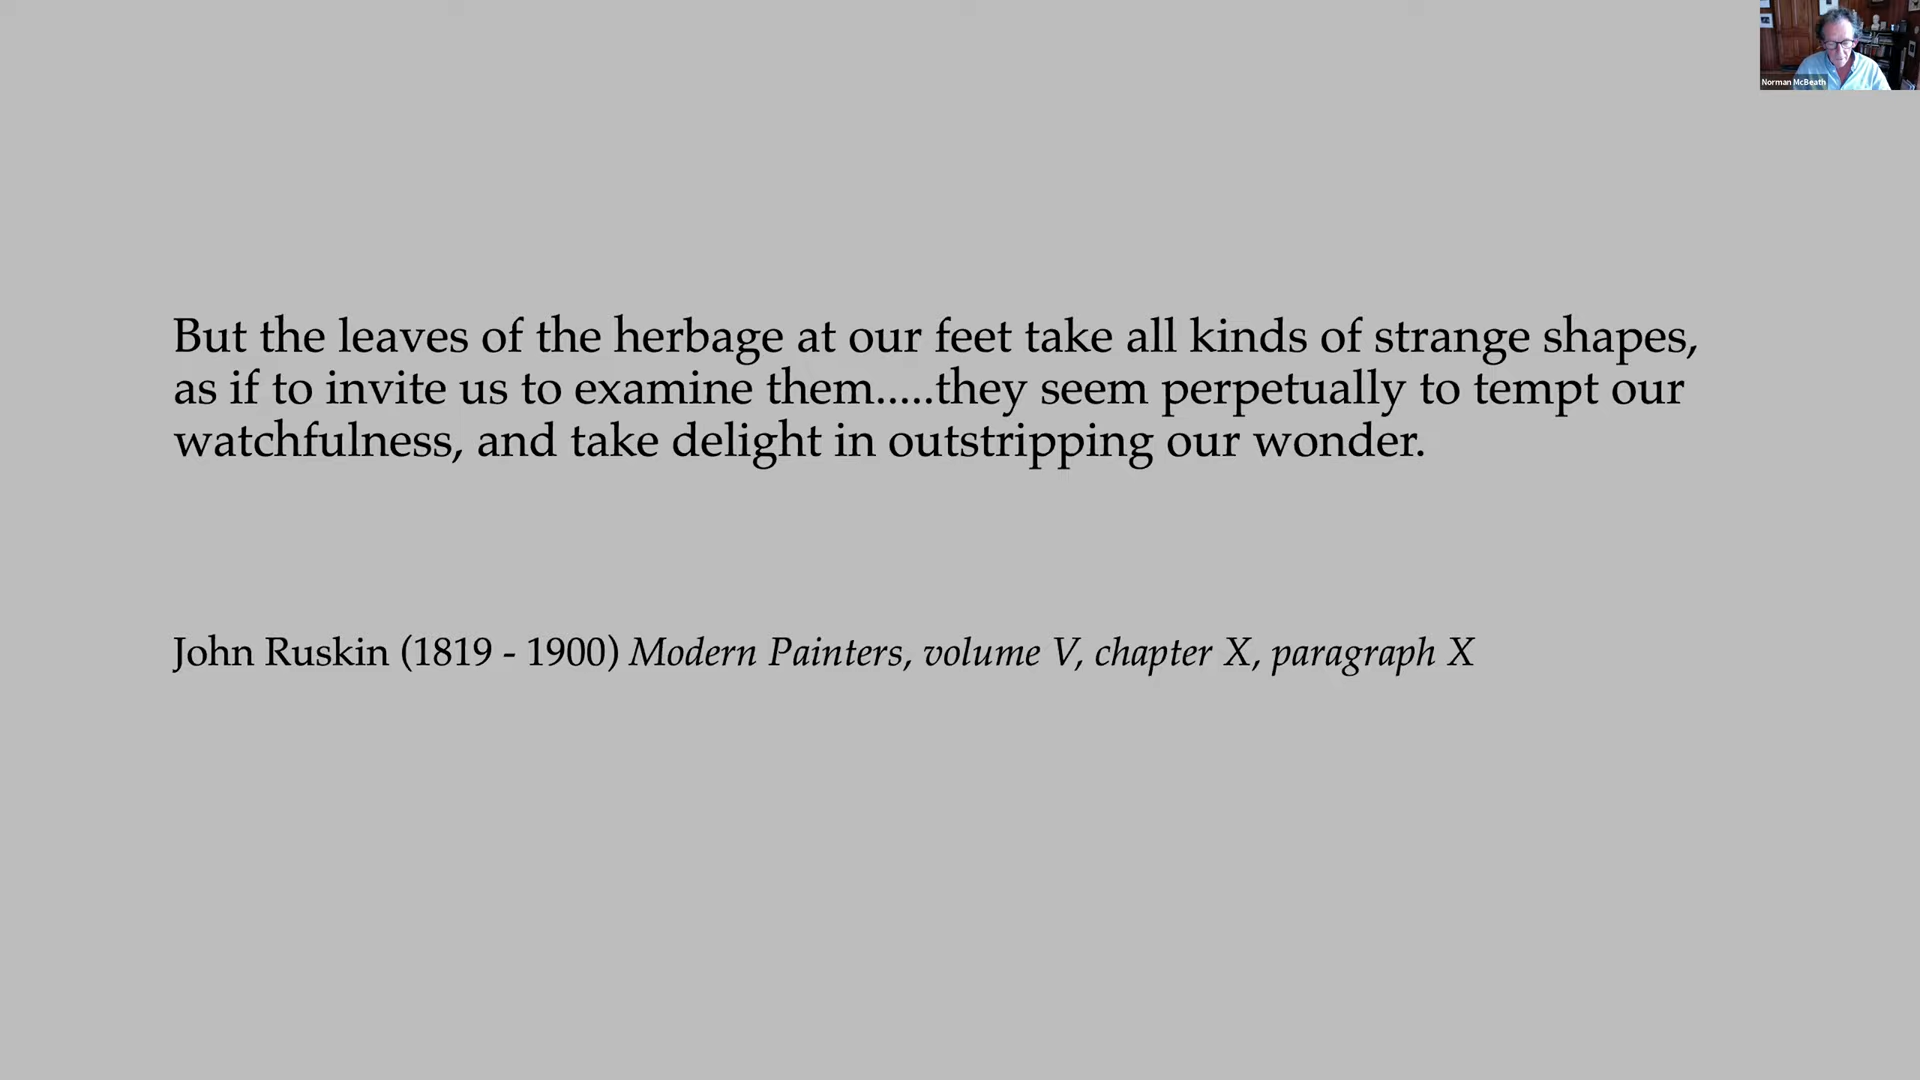 Norman McBeath
But the leaves of the herbage at our feet take all kinds of strange shapes,
as if to invite us to examine them.....they seem perpetually to tempt our
watchfulness, and take delight in outstripping our wonder.
John Ruskin (1819 - 1900) Modern Painters, volume V, chapter X, paragraph X